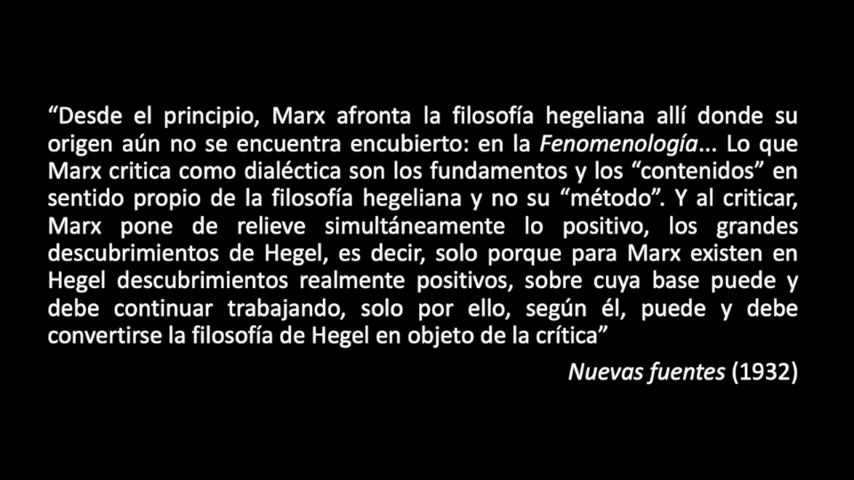 “Desde el principio, Marx afronta la filosofía hegeliana allí donde su
origen aún no se encuentra encubierto: en la Fenomenología... Lo que
Marx critica como dialéctica son los fundamentos y los “contenidos” en
sentido propio de la filosofía hegeliana y no su “método”. Y al criticar,
Marx pone de relieve simultáneamente lo positivo, los grandes
descubrimientos de Hegel, es decir, solo porque para Marx existen en
Hegel descubrimientos realmente positivos, sobre cuya base puede y
debe continuar trabajando, solo por ello, según él, puede y debe
convertirse la filosofía de Hegel en objeto de la crítica”
Nuevas fuentes (1932)